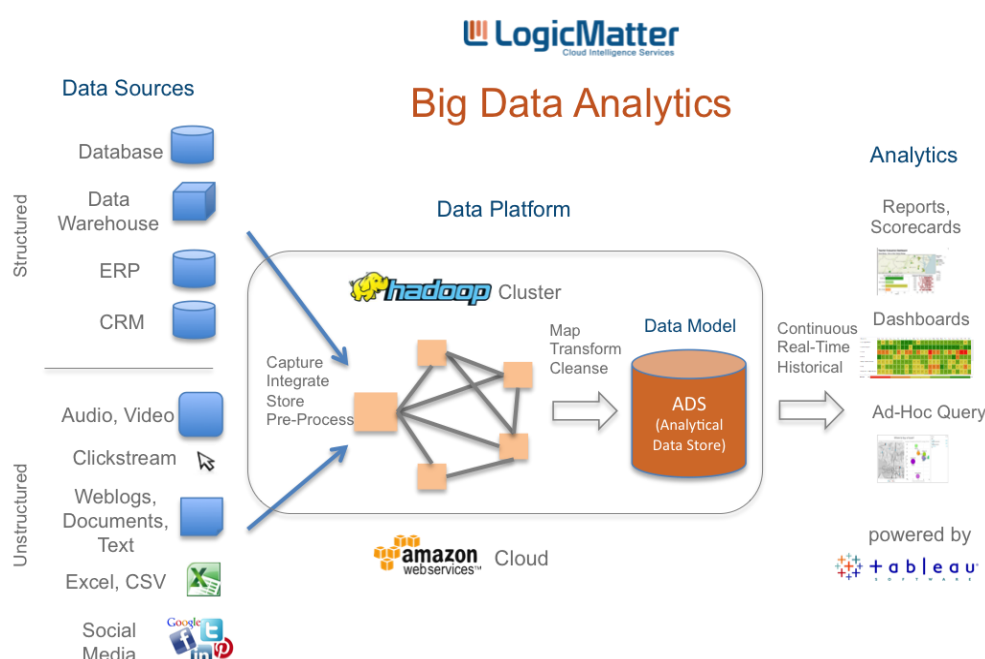 LogicMatter
Cloud Intelligence Services
Big Data Analytics
Data Sources
Structured
Database
Data
Warehouse
ERP
CRM
Unstructured
Audio, Video
Clickstream
Weblogs,
Documents,
Text
Excel, CSV
Social
Media
Google
Data Platform
hadoop Cluster
Capture
Integrate
Store
Pre-Process
Map
Transform
Cleanse
Data Model
ADS
(Analytical
Data Store)
amazon
webservices™
Cloud
Continuous
Real-Time
Historical
Analytics
Reports,
Scorecards
Dashboards
Ad-Hoc Query
powered by
tableau
SOFTWARE